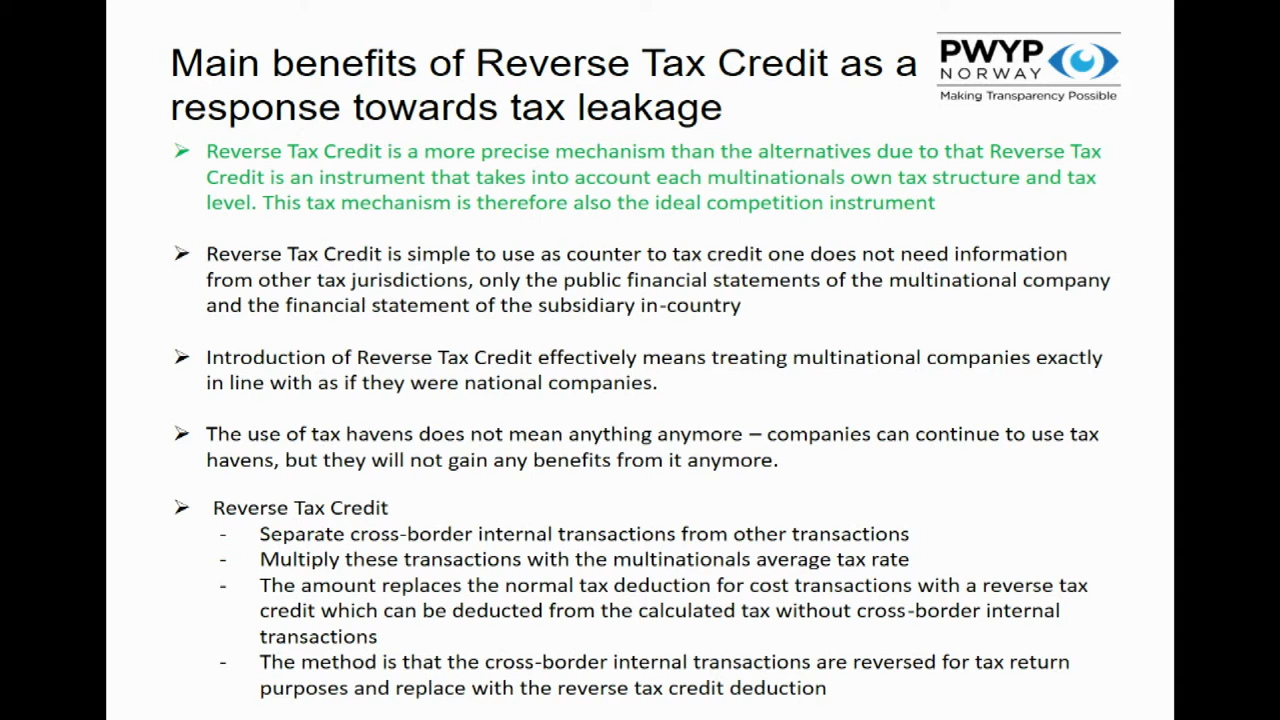 Main benefits of Reverse Tax Credit as a
response towards tax leakage
PWYP
NORWAY
Making Transparency Possible
➢ Reverse Tax Credit is a more precise mechanism than the alternatives due to that Reverse Tax
Credit is an instrument that takes into account each multinationals own tax structure and tax
level. This tax mechanism is therefore also the ideal competition instrument
➢ Reverse Tax Credit is simple to use as counter to tax credit one does not need information
from other tax jurisdictions, only the public financial statements of the multinational company
and the financial statement of the subsidiary in-country
➢ Introduction of Reverse Tax Credit effectively means treating multinational companies exactly
in line with as if they were national companies.
➢ The use of tax havens does not mean anything anymore – companies can continue to use tax
havens, but they will not gain any benefits from it anymore.
➢ Reverse Tax Credit
- Separate cross-border internal transactions from other transactions
- Multiply these transactions with the multinationals average tax rate
- The amount replaces the normal tax deduction for cost transactions with a reverse tax
credit which can be deducted from the calculated tax without cross-border internal
transactions
- The method is that the cross-border internal transactions are reversed for tax return
purposes and replace with the reverse tax credit deduction